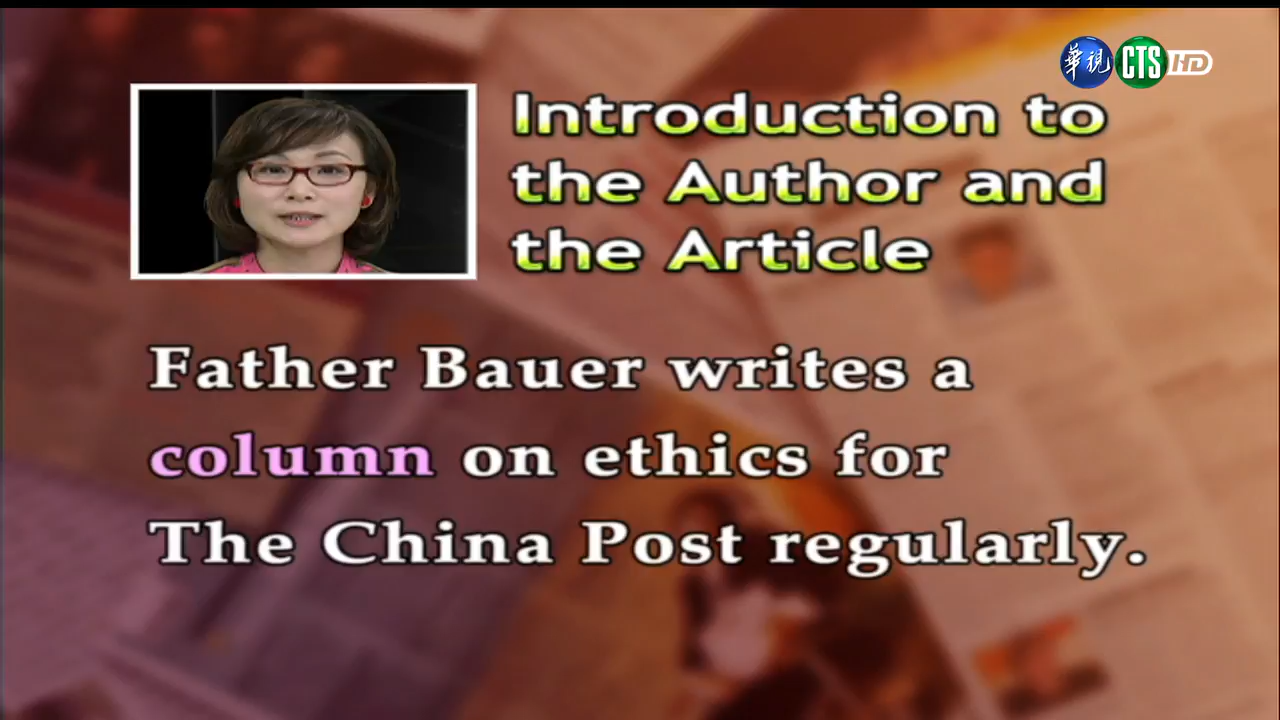 華視 CTS HD
Introduction to
the Author and
the Article
Father Bauer writes a
column on ethics for
The China Post regularly.